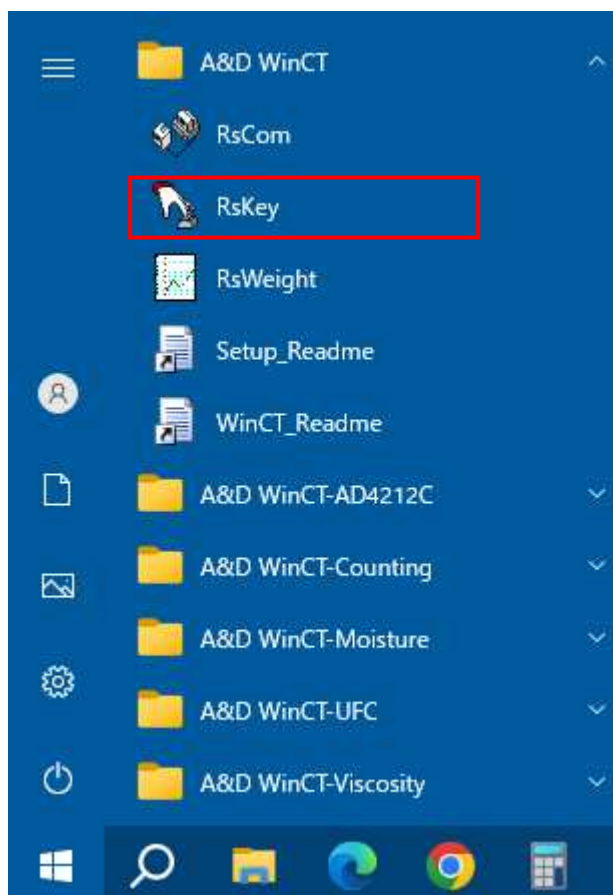 A&D WinCT
RsCom
RsKey
RsWeight
Setup_Readme
WinCT_Readme
A&D WinCT-AD4212C
A&D WinCT-Counting
A&D WinCT-Moisture
A&D WinCT-UFC
A&D WinCT-Viscosity